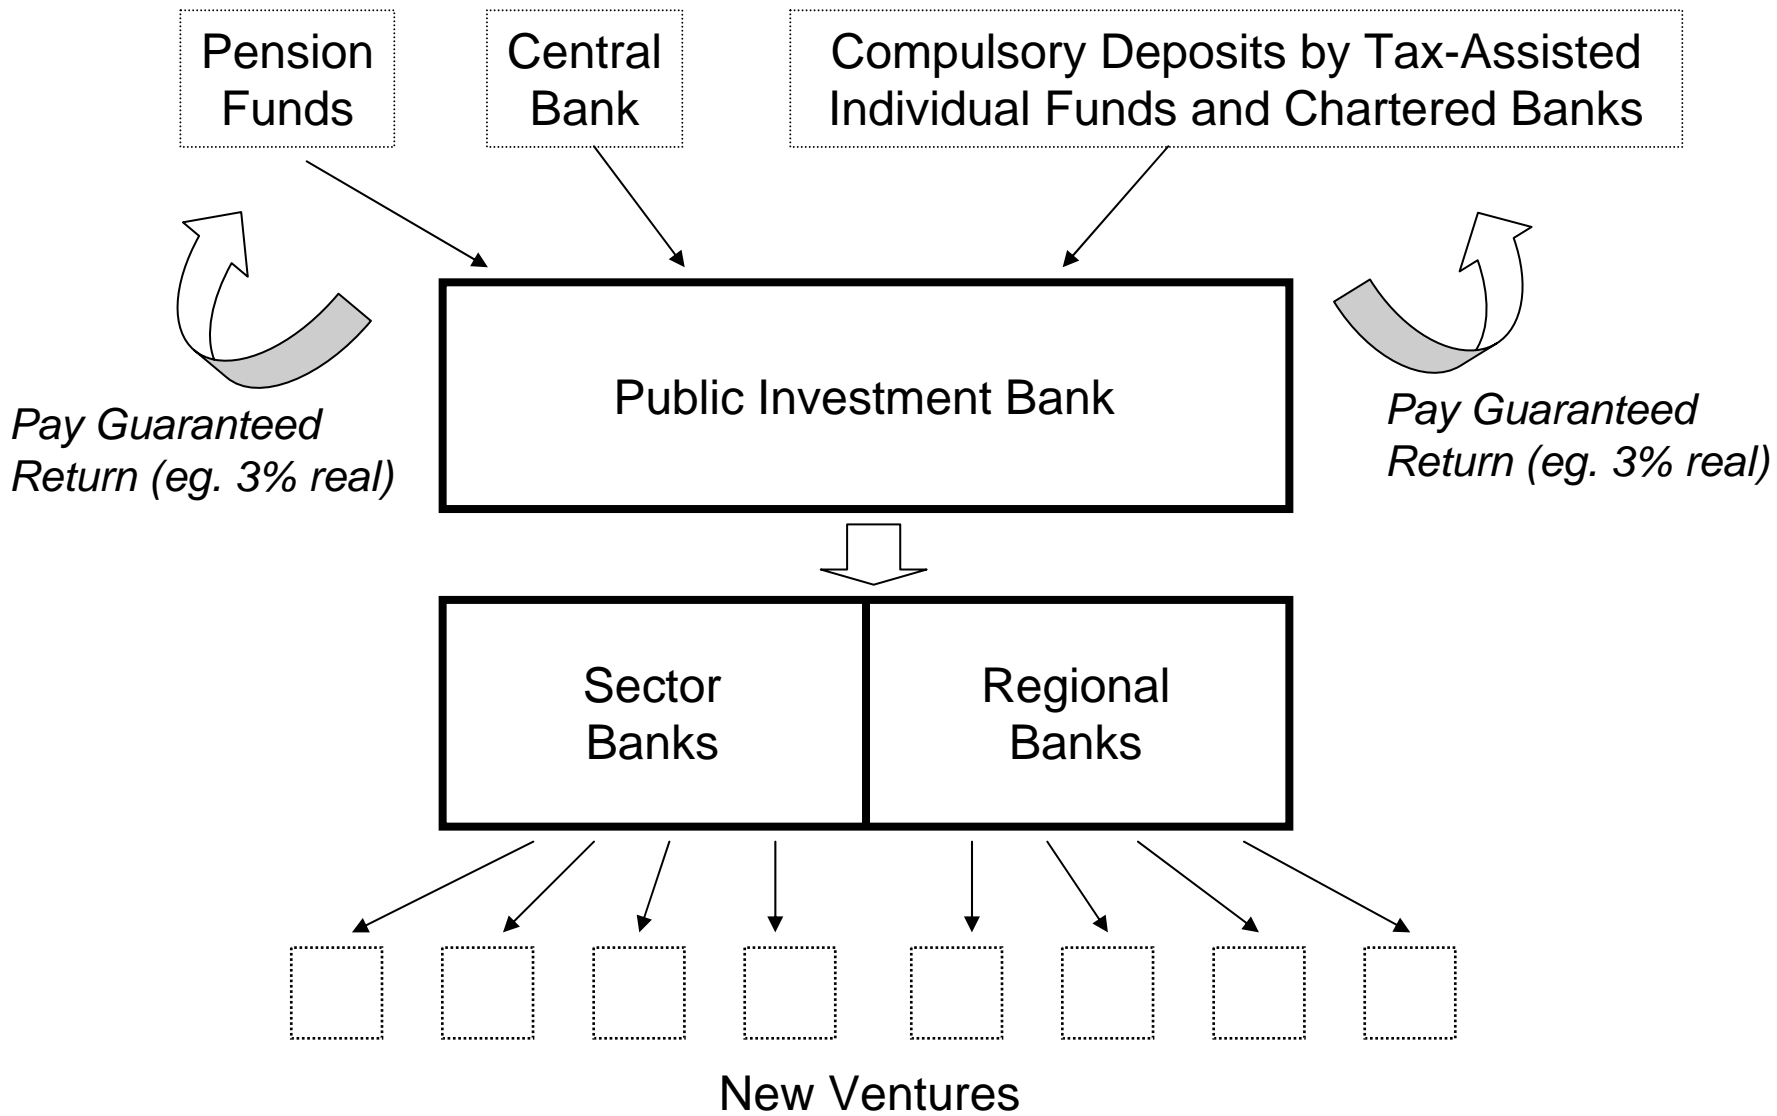 Pension
Funds
Central
Bank
Compulsory Deposits by Tax-Assisted
Individual Funds and Chartered Banks
Public Investment Bank
Pay Guaranteed
Return (eg. 3% real)
Pay Guaranteed
Return (eg. 3% real)
Sector
Banks
Regional
Banks
New Ventures